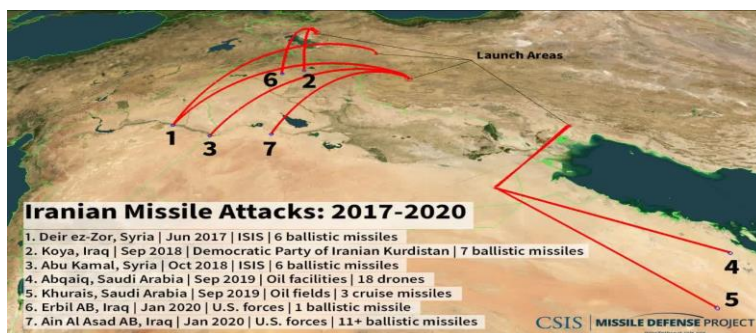 Launch Areas
6
2
1
3
7
4
5
Iranian Missile Attacks: 2017-2020
1. Deir ez-Zor, Syria | Jun 2017 | ISIS | 6 ballistic missiles
2. Koya, Iraq | Sep 2018 | Democratic Party of Iranian Kurdistan | 7 ballistic missiles
3. Abu Kamal, Syria | Oct 2018 | ISIS | 6 ballistic missiles
4. Abqaiq, Saudi Arabia | Sep 2019 | Oil facilities | 18 drones
5. Khurais, Saudi Arabia | Sep 2019 | Oil fields | 3 cruise missiles
6. Erbil AB, Iraq | Jan 2020 | U.S. forces | 1 ballistic missile
7. Ain Al Asad AB, Iraq | Jan 2020 | U.S. forces | 11+ ballistic missiles
CSIS | MISSILE DEFENSE PROJECT